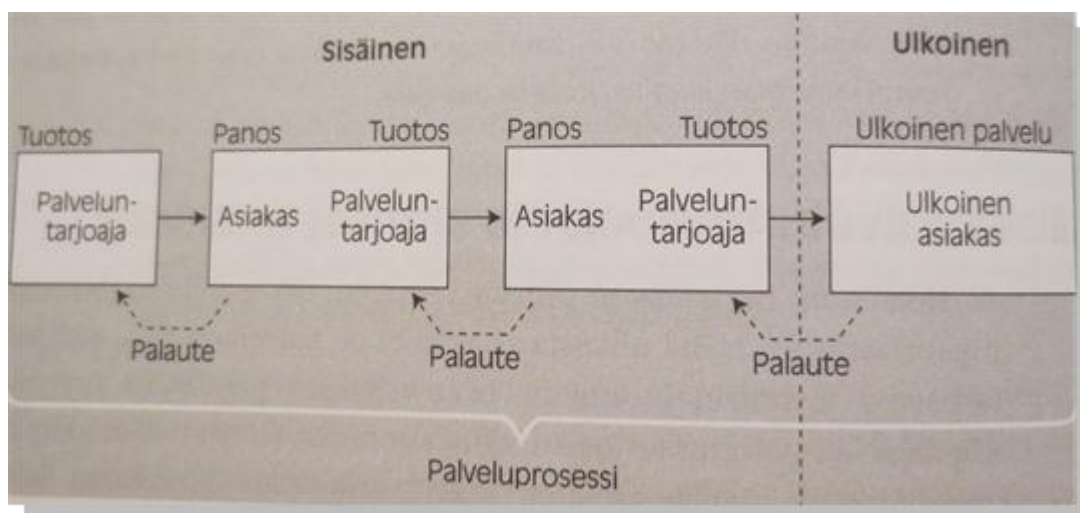 Sisäinen
Ulkoinen
Tuotos
Panos
Tuotos
Panos
Tuotos
Ulkoinen palvelu
Palvelun-
tarjoaja
Asiakas
Palvelun-
tarjoaja
Asiakas
Palvelun-
tarjoaja
Ulkoinen
asiakas
Palaute
Palaute
Palaute
Palveluprosessi